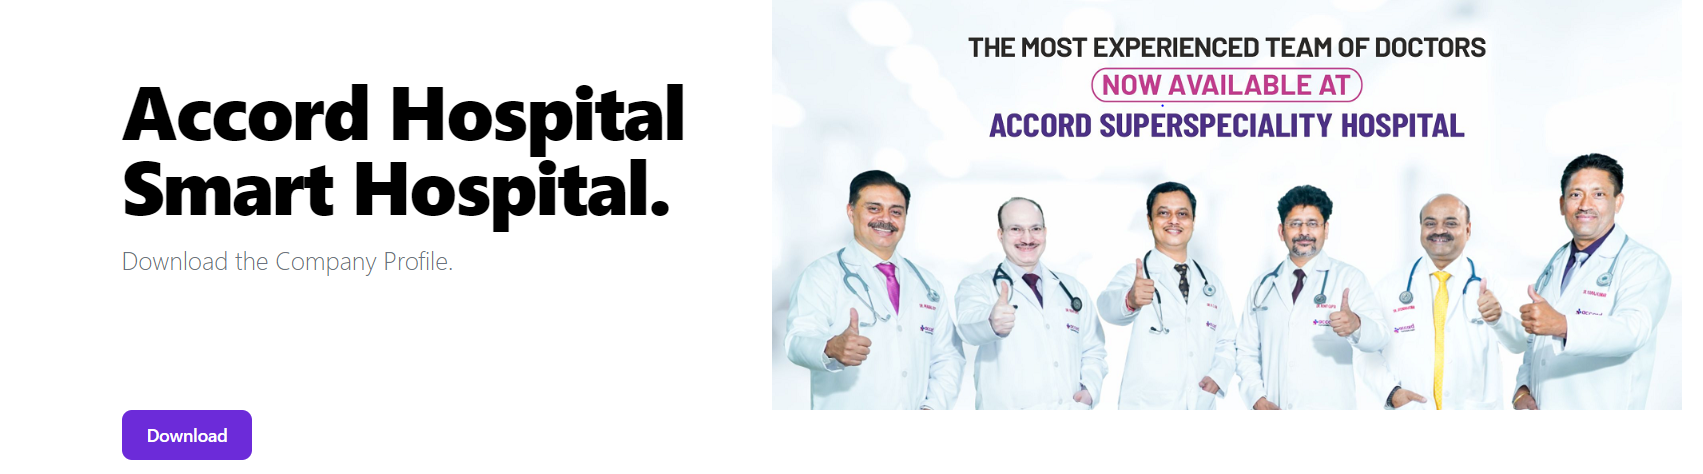 Accord Hospital
Smart Hospital.
Download the Company Profile.
Download
THE MOST EXPERIENCED TEAM OF DOCTORS
NOW AVAILABLE AT
ACCORD SUPERSPECIALITY HOSPITAL
accord